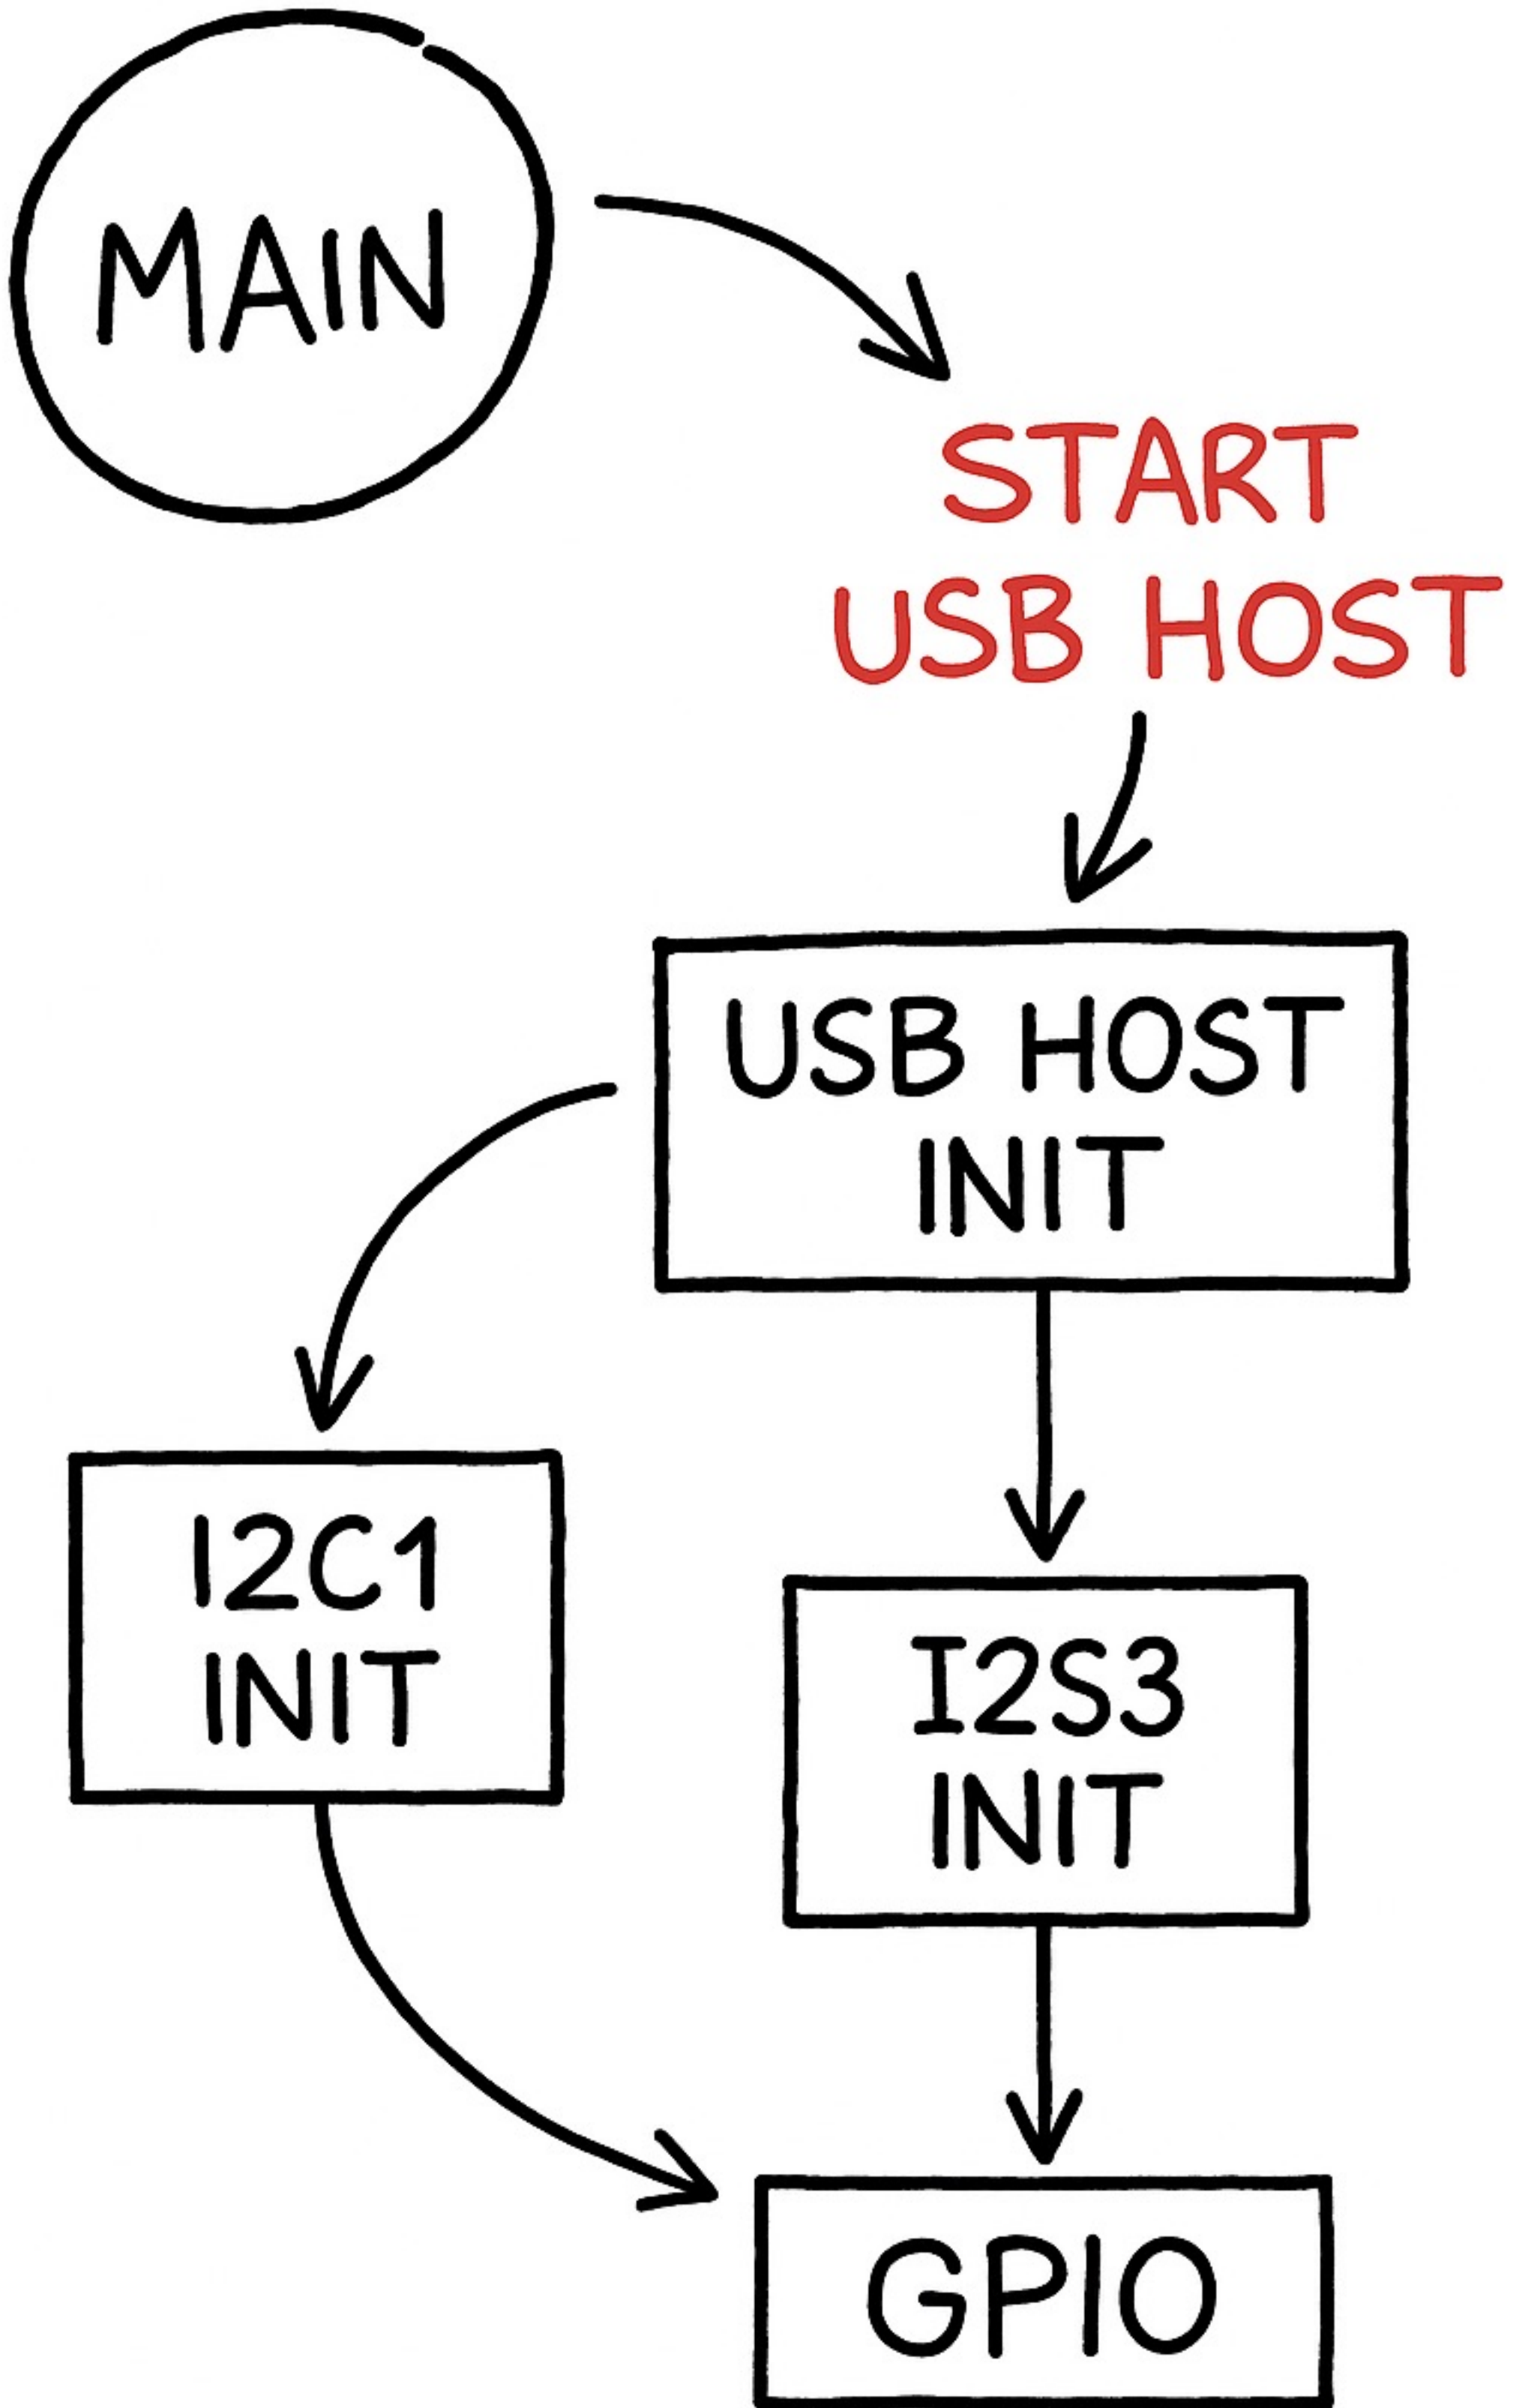 MAIN
START
USB HOST
USB HOST
INIT
I2C1
INIT
I2S3
INIT
GPIO